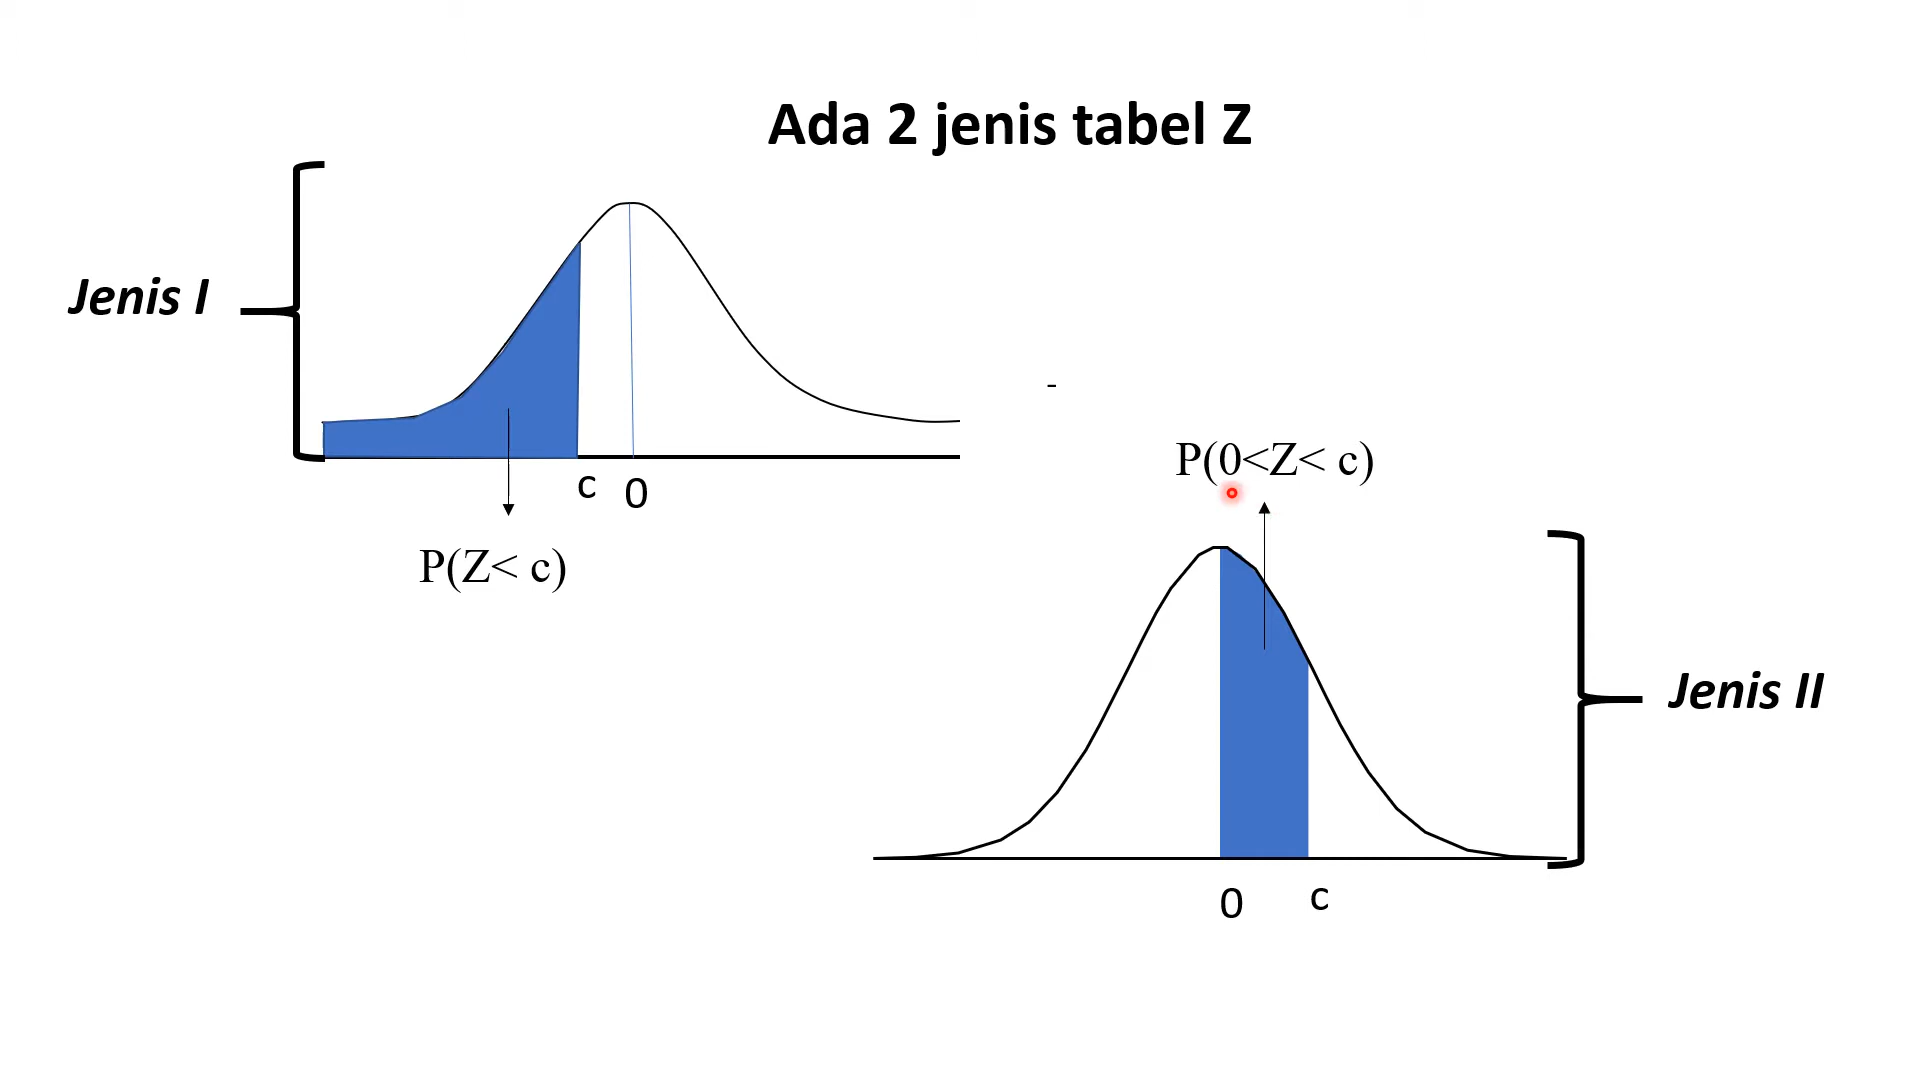 Ada 2 jenis tabel Z
Jenis I
c 0
P(Z< c)
-
P(0<Z< c)
Jenis II
0 c